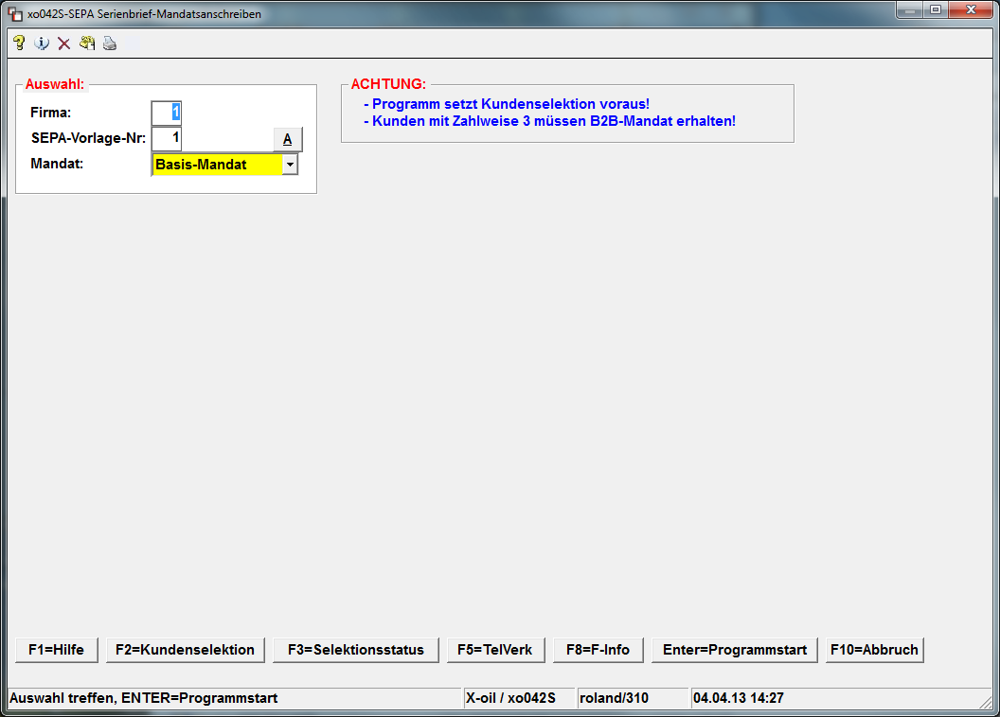 xo042S-SEPA Serienbrief-Mandatsanschreiben
Auswahl:
Firma: 1
SEPA-Vorlage-Nr: 1 A
Mandat: Basis-Mandat
ACHTUNG:
- Programm setzt Kundenselektion voraus!
- Kunden mit Zahlweise 3 müssen B2B-Mandat erhalten!
F1=Hilfe F2=Kundenselektion F3=Selektionsstatus F5=TelVerk F8=F-Info Enter=Programmstart F10=Abbruch
Auswahl treffen, ENTER=Programmstart X-oil / xo042S roland/310 04.04.13 14:27